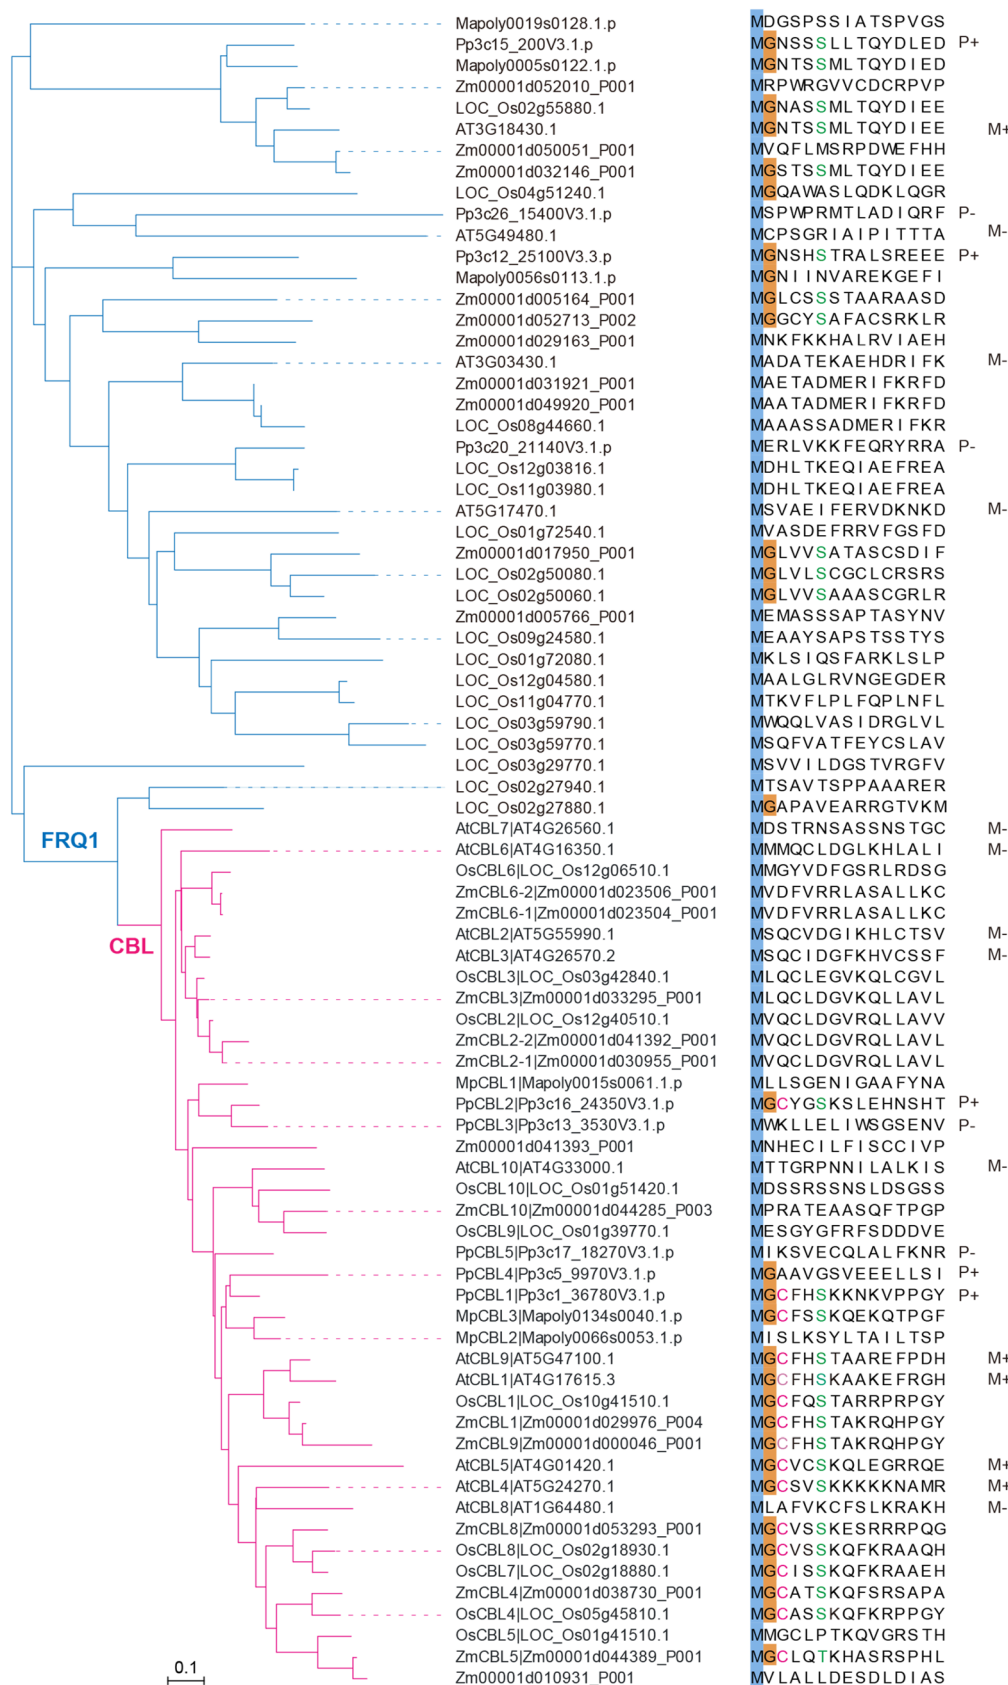 Mapoly0019s0128.1.p MDGSPSSIATSPVGS
Pp3c15_200V3.1.p MGNSSSLLTQYDLED P+
Mapoly0005s0122.1.p MGNTSSMLTQYDIED
Zm00001d052010_P001 MRPWRGVVCDCRPVP
LOC_Os02g55880.1 MGNASSMLTQYDIEE
AT3G18430.1 MGNTSSMLTQYDIEE M+
Zm00001d050051_P001 MVQFLMSRPDWEFHH
Zm00001d032146_P001 MGSTSSMLTQYDIEE
LOC_Os04g51240.1 MGQAWASLQDKLQGR
Pp3c26_15400V3.1.p MSPWPRMTLADIQRF P-
AT5G49480.1 MCPSGRIAIPITTTA M-
Pp3c12_25100V3.3.p MGNSHSTRALSREEE P+
Mapoly0056s0113.1.p MGNIINVAREKGEFI
Zm00001d005164_P001 MGLCSSSTAARAASD
Zm00001d052713_P002 MGGCYSAFACSRKLR
Zm00001d029163_P001 MNKFKKHALRVIAEH
AT3G03430.1 MADATEKAEHDRIFK M-
Zm00001d031921_P001 MAETADMERIFKRFD
Zm00001d049920_P001 MAATADMERIFKRFD
LOC_Os08g44660.1 MAAASSADMERIFKR
Pp3c20_21140V3.1.p MERLVKKFEQRYRRA P-
LOC_Os12g03816.1 MDHLTKEQIAEFREA
LOC_Os11g03980.1 MDHLTKEQIAEFREA
AT5G17470.1 MSVAEIFERVDKNKD M-
LOC_Os01g72540.1 MVASDEFRRVFGSFD
Zm00001d017950_P001 MGLVVSATASCSDIF
LOC_Os02g50080.1 MGLVLSCGCLCRSRS
LOC_Os02g50060.1 MGLVVSAAASCGRLR
Zm00001d005766_P001 MEMASSSAPTASYNV
LOC_Os09g24580.1 MEAAYSAPSTSSTYS
LOC_Os01g72080.1 MKLSIQSFARKLSLP
LOC_Os12g04580.1 MAALGLRVNGEGDER
LOC_Os11g04770.1 MTKVFLPLFQPLNFL
LOC_Os03g59790.1 MWQQLVASIDRGLVL
LOC_Os03g59770.1 MSQFVATFEYCSLAV
LOC_Os03g29770.1 MSVVILDGSTVRGFV
LOC_Os02g27940.1 MTSAVTSPPAAARER
LOC_Os02g27880.1 MGAPAVEARRGTVKM
FRQ1
AtCBL7|AT4G26560.1 MDSTRNSASSNSTGC M-
AtCBL6|AT4G16350.1 MMMQCLDGLKHLALI M-
OsCBL6|LOC_Os12g06510.1 MMGYVDFGSRLRDSG
ZmCBL6-2|Zm00001d023506_P001 MVDFVRRLASALLKC
ZmCBL6-1|Zm00001d023504_P001 MVDFVRRLASALLKC
AtCBL2|AT5G55990.1 MSQCVDGIKHLCTSV M-
CBL
AtCBL3|AT4G26570.2 MSQCIDGFKHVCSSF M-
OsCBL3|LOC_Os03g42840.1 MLQCLEGVKQLCGVL
ZmCBL3|Zm00001d033295_P001 MLQCLDGVKQLLAVL
OsCBL2|LOC_Os12g40510.1 MVQCLDGVRQLLAVV
ZmCBL2-2|Zm00001d041392_P001 MVQCLDGVRQLLAVL
ZmCBL2-1|Zm00001d030955_P001 MVQCLDGVRQLLAVL
MpCBL1|Mapoly0015s0061.1.p MLLSGENIGAAFYNA
PpCBL2|Pp3c16_24350V3.1.p MGCYGSKSLEHNSHT P+
PpCBL3|Pp3c13_3530V3.1.p MWKLLELIWSGSENV P-
Zm00001d041393_P001 MNHECILFISCCIVP
AtCBL10|AT4G33000.1 MTTGRPNNILALKIS M-
OsCBL10|LOC_Os01g51420.1 MDSSRSSNSLDSGSS
ZmCBL10|Zm00001d044285_P003 MPRATEAASQFTPGP
OsCBL9|LOC_Os01g39770.1 MESGYGFRFSDDDVE
PpCBL5|Pp3c17_18270V3.1.p MIKSVECQLALFKNR P-
PpCBL4|Pp3c5_9970V3.1.p MGAAVGSVEEELLSI P+
PpCBL1|Pp3c1_36780V3.1.p MGCFHSKKNKVPPGY P+
MpCBL3|Mapoly0134s0040.1.p MGCFSSKQEKQTPGF
MpCBL2|Mapoly0066s0053.1.p MISLKSYLTAILTSP
AtCBL9|AT5G47100.1 MGCFHSTAAREFPDH M+
AtCBL1|AT4G17615.3 MGCFHSKAAKEFRGH M+
OsCBL1|LOC_Os10g41510.1 MGCFQSTARRPRPGY
ZmCBL1|Zm00001d029976_P004 MGCFHSTAKRQHPGY
ZmCBL9|Zm00001d000046_P001 MGCFHSTAKRQHPGY
AtCBL5|AT4G01420.1 MGCVCSKQLEGRRQE M+
AtCBL4|AT5G24270.1 MGCSVSKKKKKNAMR M+
AtCBL8|AT1G64480.1 MLAFVKCFSLKRAKH M-
ZmCBL8|Zm00001d053293_P001 MGCVSSKESRRRPQG
OsCBL8|LOC_Os02g18930.1 MGCVSSKQFKRAAQH
OsCBL7|LOC_Os02g18880.1 MGCISSKQFKRAAEH
ZmCBL4|Zm00001d038730_P001 MGCATSKQFSRSAPA
OsCBL4|LOC_Os05g45810.1 MGCASSKQFKRPPGY
OsCBL5|LOC_Os01g41510.1 MMGCLPTKQVGRSTH
ZmCBL5|Zm00001d044389_P001 MGCLQTKHASRSPHL
Zm00001d010931_P001 MVLALLDESDLDIAS
0.1